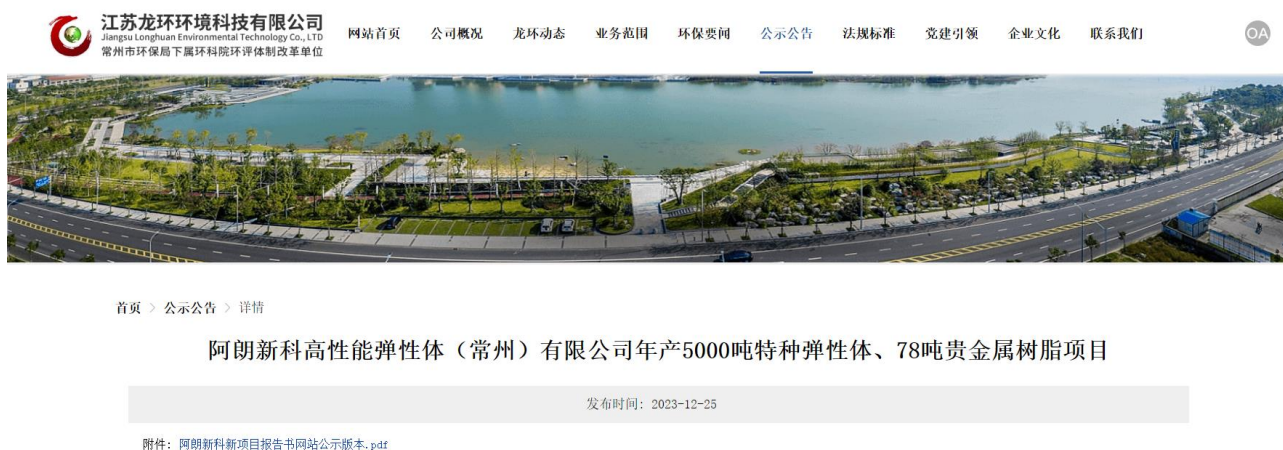 江苏龙环环境科技有限公司
Jiangsu Longhuan Environmental Technology Co., LTD
常州市环保局下属环科院环评体制改革单位
网站首页 公司概况 龙环动态 业务范围 环保要闻 公示公告 法规标准 党建引领 企业文化 联系我们 OA
首页 > 公示公告 > 详情
阿朗新科高性能弹性体（常州）有限公司年产5000吨特种弹性体、78吨贵金属树脂项目
发布时间: 2023-12-25
附件: 阿朗新科新项目报告书网站公示版本.pdf